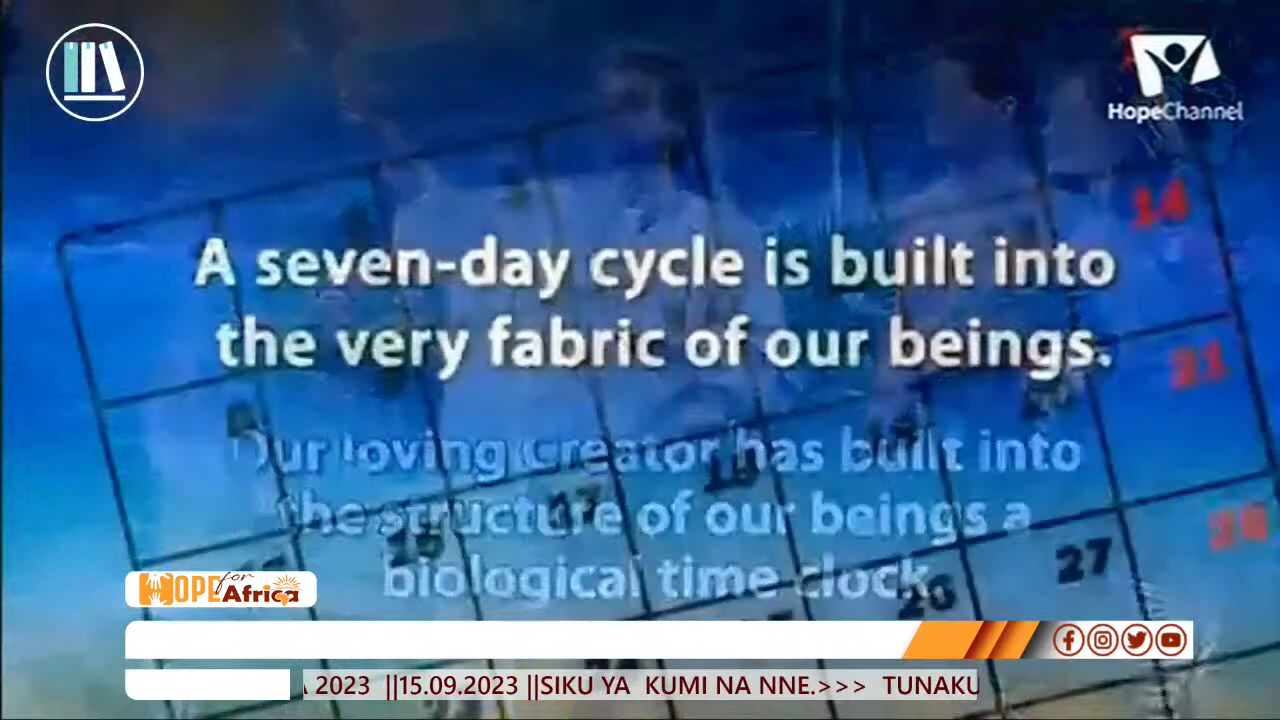 HopeChannel
14
A seven-day cycle is built into
the very fabric of our beings.
21
Our loving Creator has built into
the structure of our beings a
biological time clock.
28
27
26
HOPE for
Africa
2023 ||15.09.2023 ||SIKU YA KUMI NA NNE.>>> TUNAKU